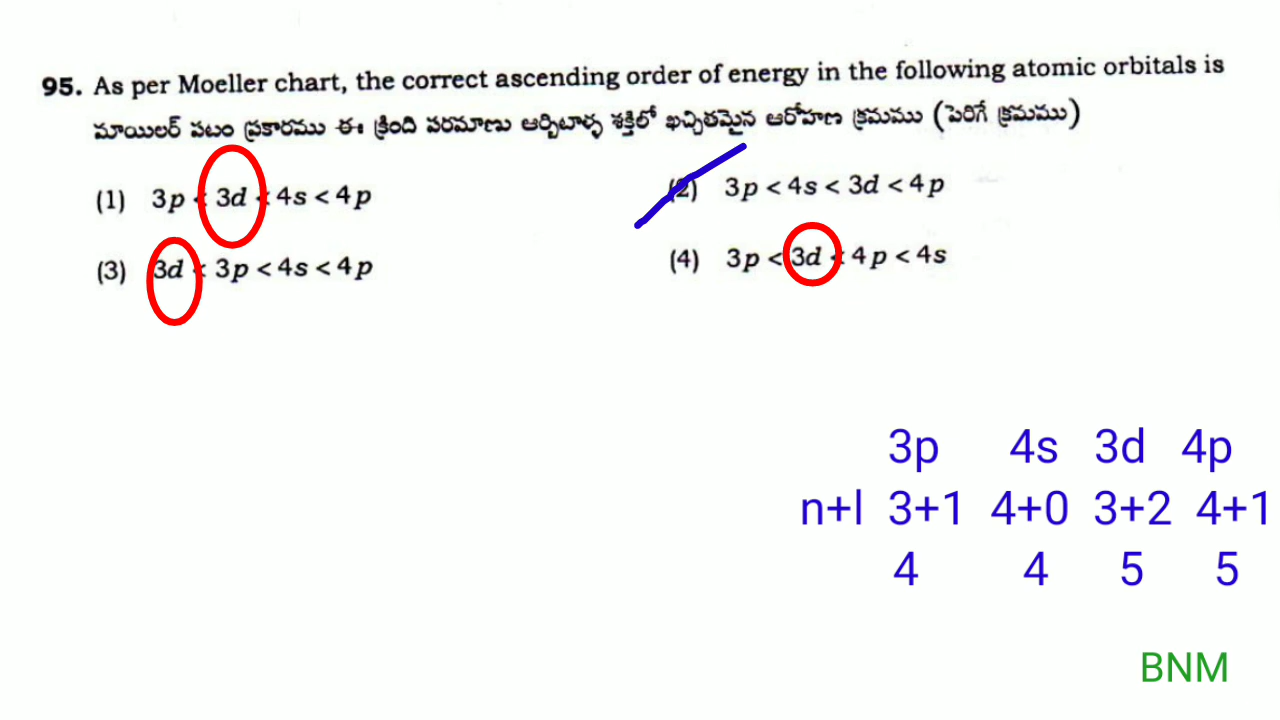 95. As per Moeller chart, the correct ascending order of energy in the following atomic orbitals is
మాయిలర్ పటం ప్రకారము ఈ క్రింది పరమాణు ఆర్బిటాళ్ళ శక్తిలో ఖచ్చితమైన ఆరోహణ క్రమము (పెరిగే క్రమము)
(1) 3p < 3d < 4s < 4p
(2) 3p < 4s < 3d < 4p
(3) 3d < 3p < 4s < 4p
(4) 3p < 3d < 4p < 4s
3p 4s 3d 4p
n+l 3+1 4+0 3+2 4+1
4 4 5 5
BNM